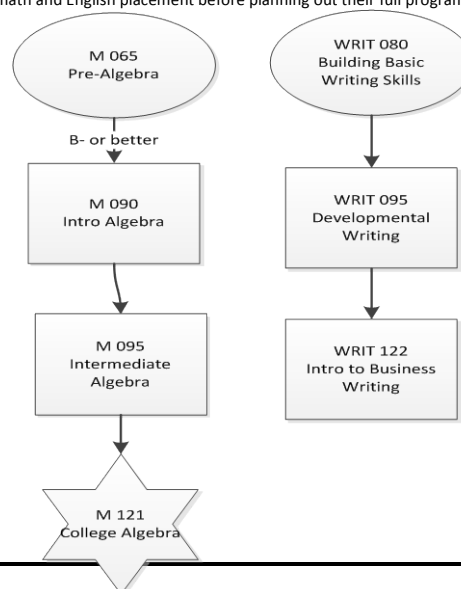 math and English placement before planning out their full program
M 065
Pre-Algebra
B- or better
M 090
Intro Algebra
M 095
Intermediate
Algebra
M 121
College Algebra
WRIT 080
Building Basic
Writing Skills
WRIT 095
Developmental
Writing
WRIT 122
Intro to Business
Writing